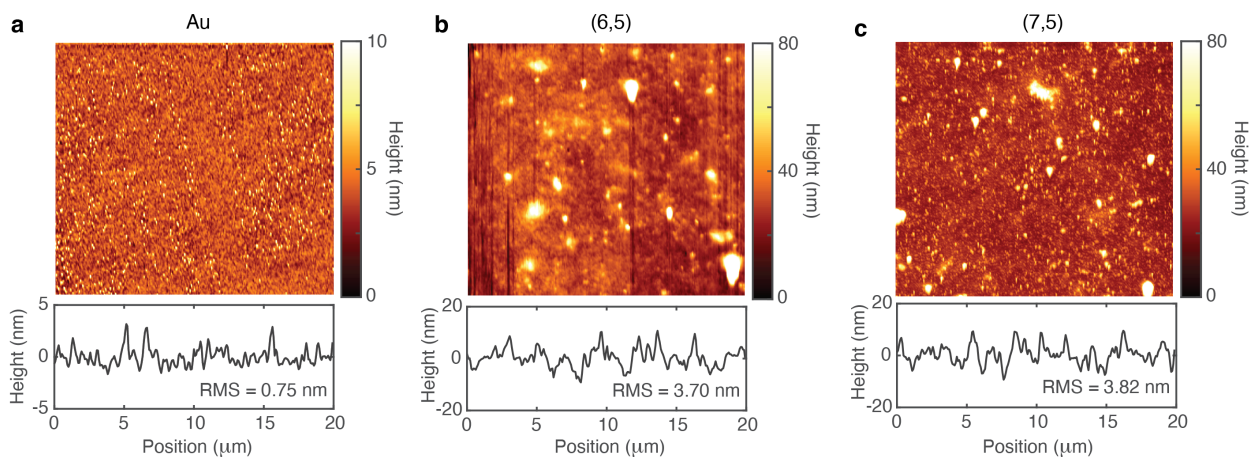 a
Au
10
5
0
Height (nm)
5
0
-5
Height (nm)
RMS = 0.75 nm
0
5
10
15
20
Position (μm)
b
(6,5)
80
40
0
Height (nm)
20
0
-20
Height (nm)
RMS = 3.70 nm
0
5
10
15
20
Position (μm)
c
(7,5)
80
40
0
Height (nm)
20
0
-20
Height (nm)
RMS = 3.82 nm
0
5
10
15
20
Position (μm)